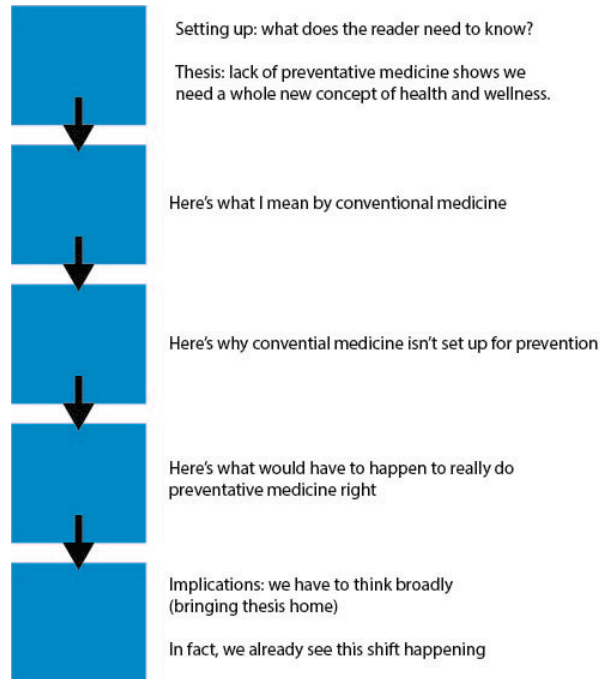 Setting up: what does the reader need to know?
Thesis: lack of preventative medicine shows we
need a whole new concept of health and wellness.
Here's what I mean by conventional medicine
Here's why convential medicine isn't set up for prevention
Here's what would have to happen to really do
preventative medicine right
Implications: we have to think broadly
(bringing thesis home)
In fact, we already see this shift happening